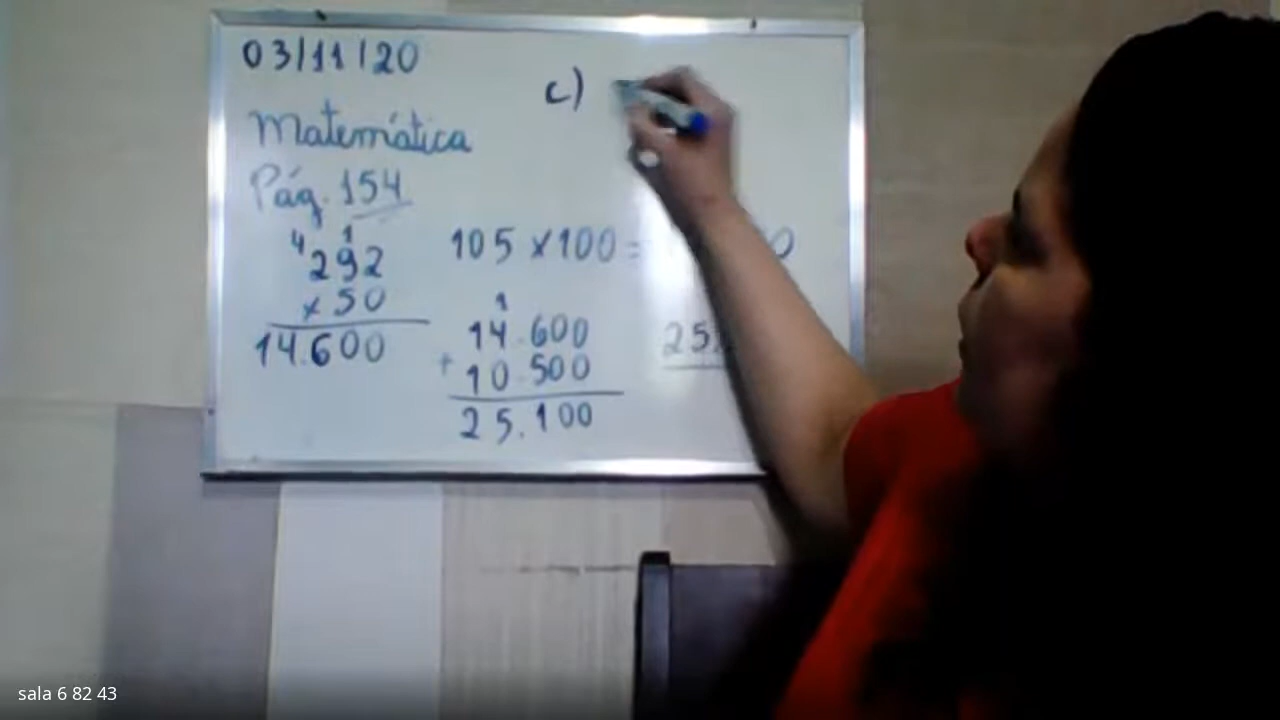 03/11/20
Matemática
Pág. 154
4 1
292
x 50
14.600
105 x 100 =
1
14.600
+ 10.500
25.100
c)
sala 6 82 43